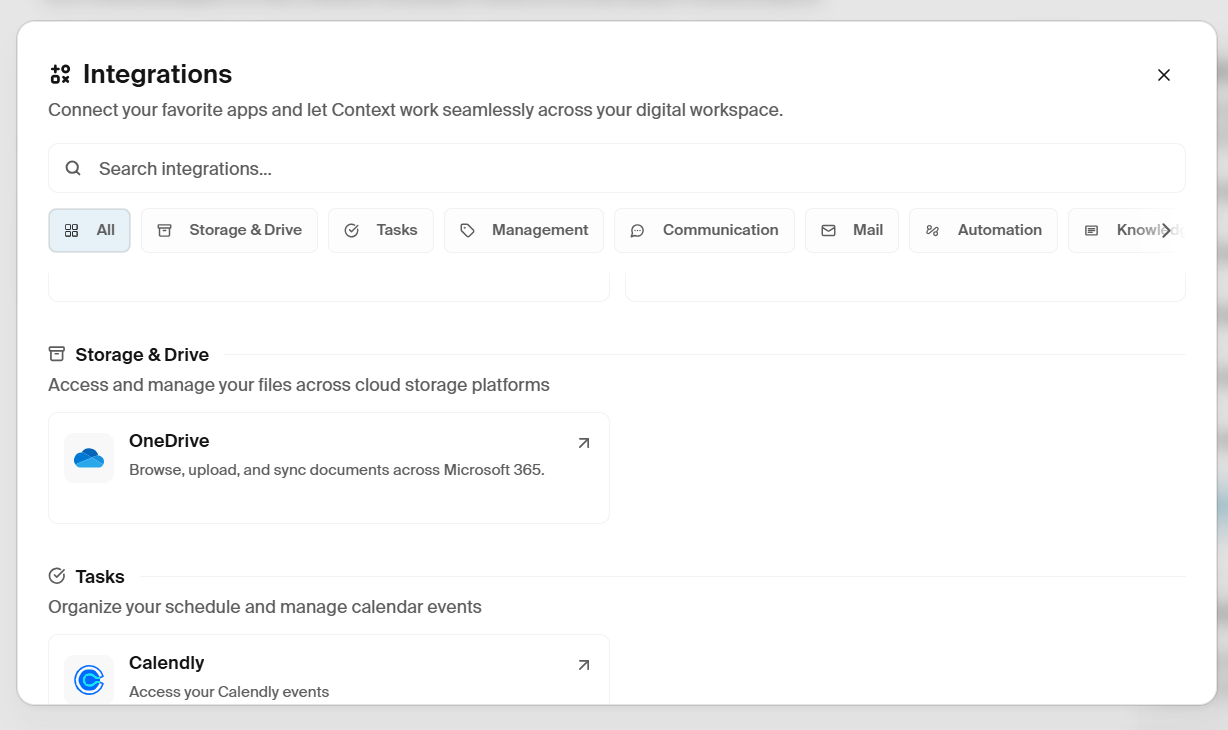 Integrations
Connect your favorite apps and let Context work seamlessly across your digital workspace.
Search integrations...
All
Storage & Drive
Tasks
Management
Communication
Mail
Automation
Storage & Drive
Access and manage your files across cloud storage platforms
OneDrive
Browse, upload, and sync documents across Microsoft 365.
Tasks
Organize your schedule and manage calendar events
Calendly
Access your Calendly events